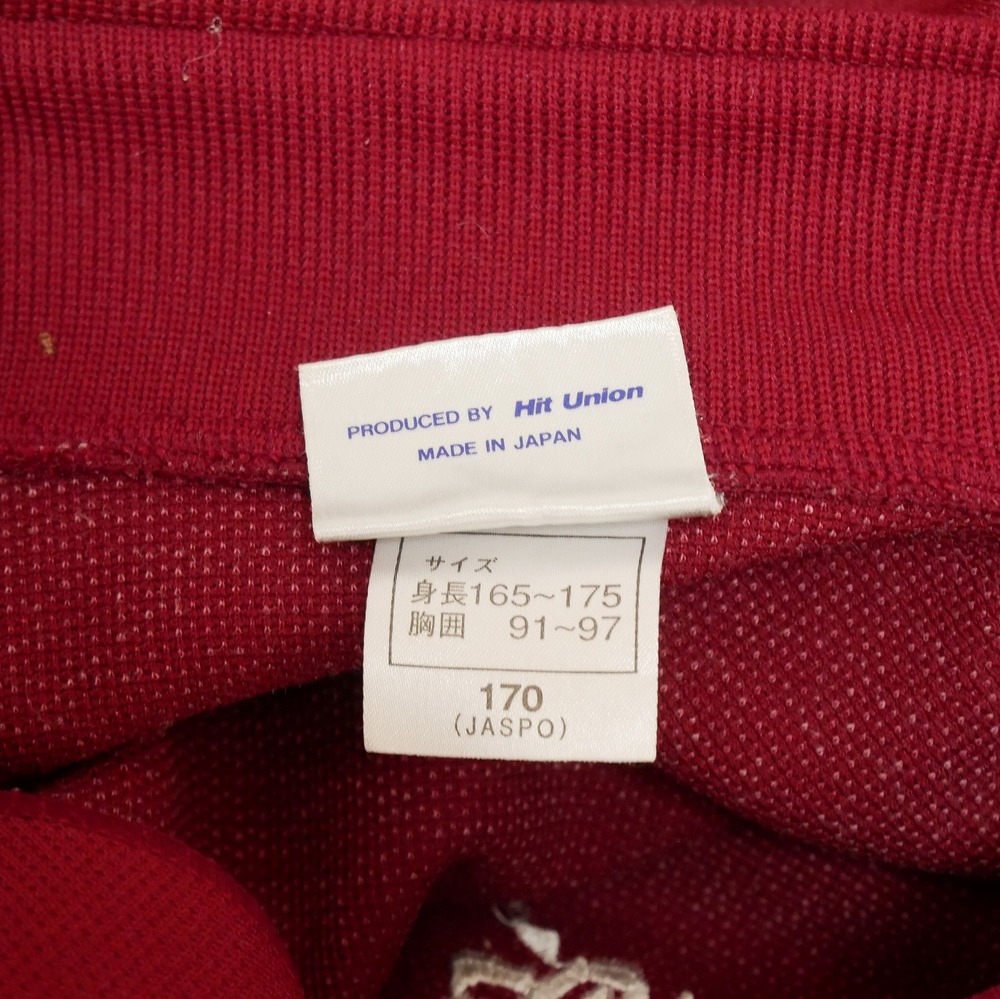 PRODUCED BY Hit Union
MADE IN JAPAN
サイズ
身長165~175
胸囲 91~97
170
(JASPO)